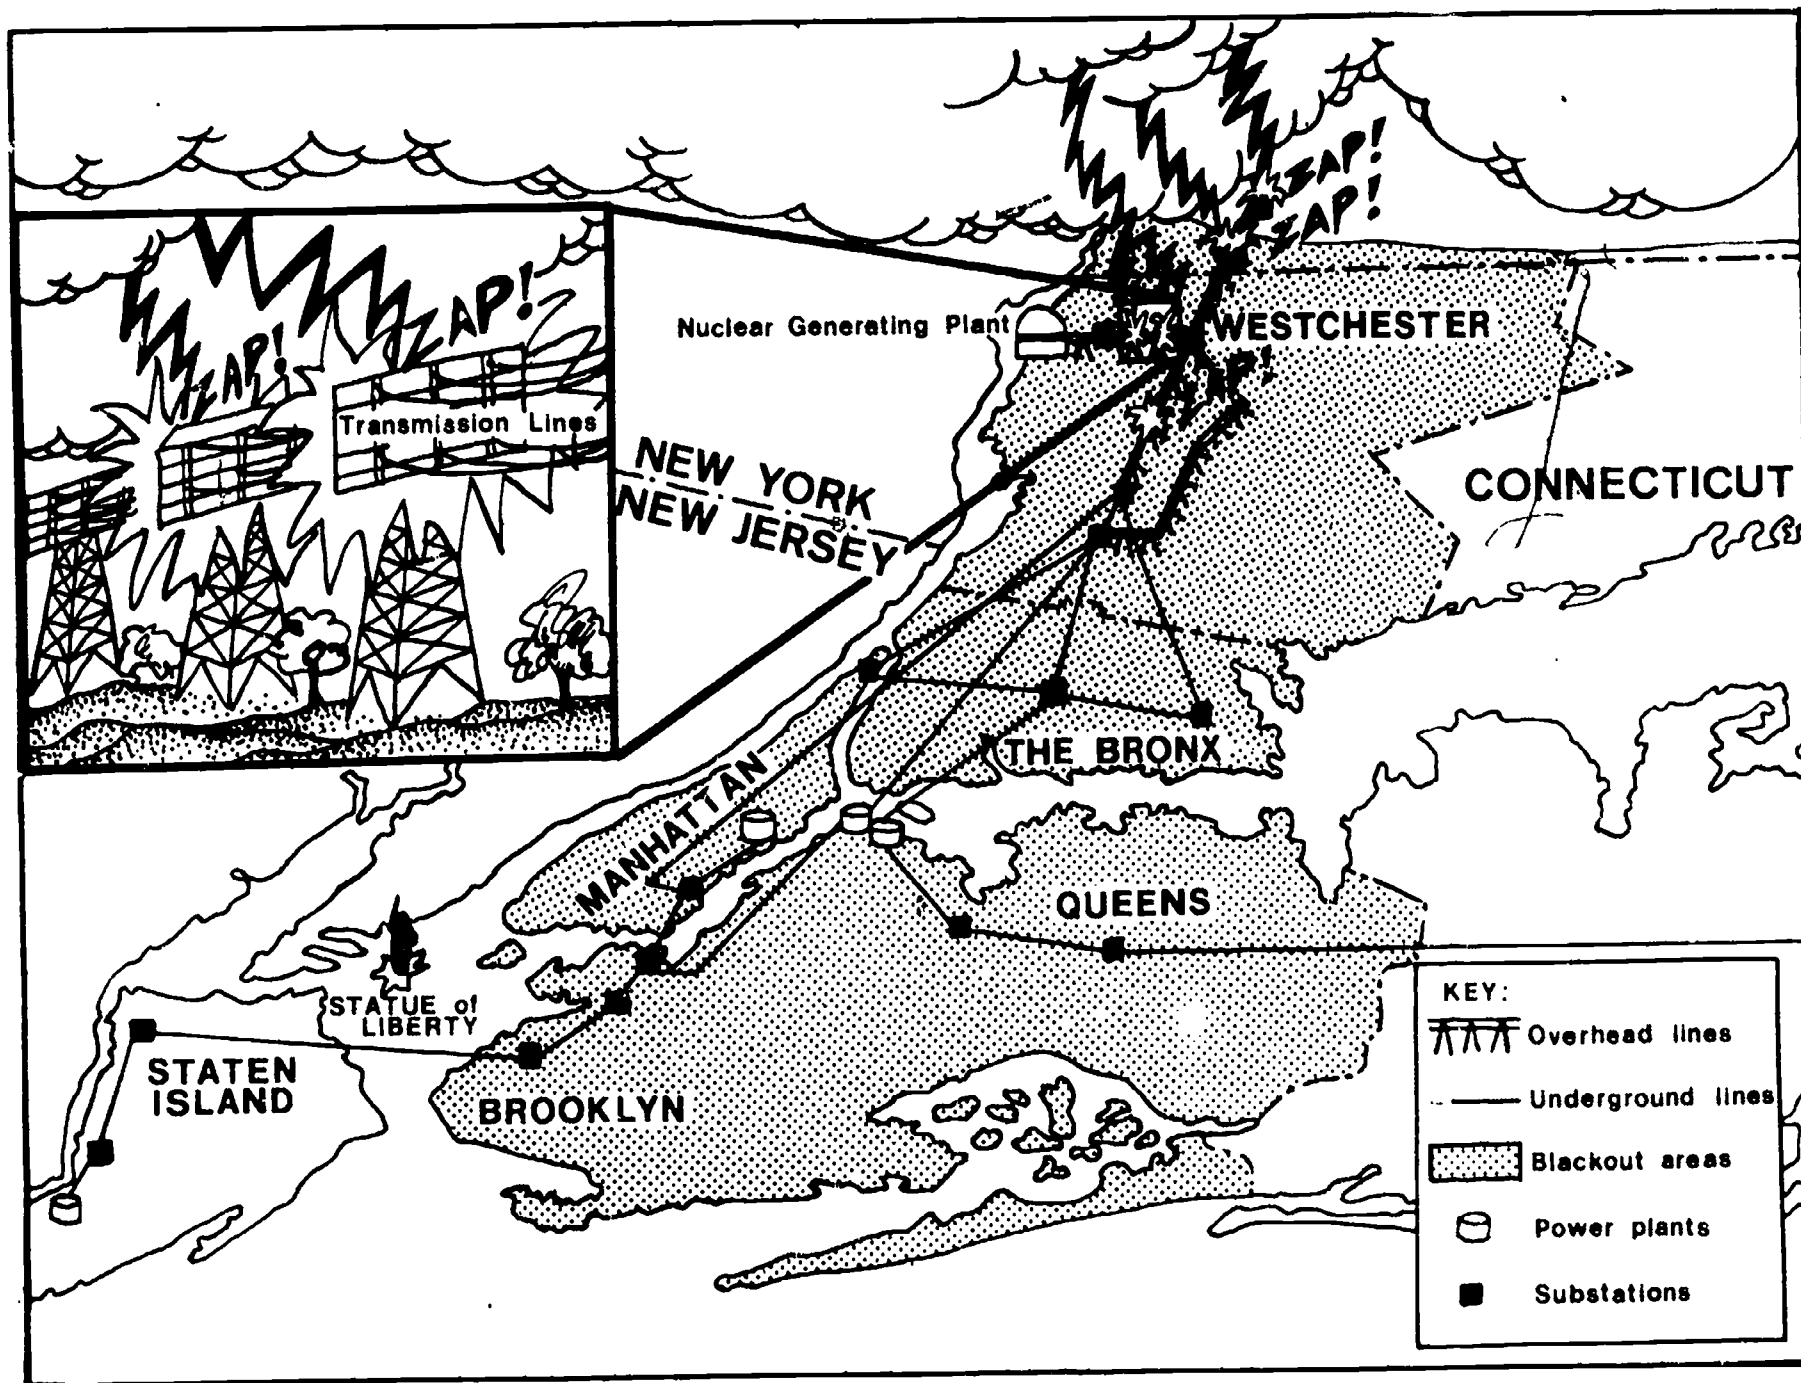 ZAP!
ZAP!
ZAP!
ZAP!
Transmission Lines
Nuclear Generating Plant
WESTCHESTER
NEW YORK
NEW JERSEY
CONNECTICUT
THE BRONX
MANHATTAN
QUEENS
STATUE of
LIBERTY
STATEN
ISLAND
BROOKLYN
KEY:
Overhead lines
Underground lines
Blackout areas
Power plants
Substations